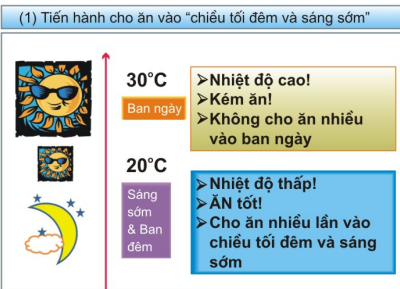 (1) Tiến hành cho ăn vào “chiều tối đêm và sáng sớm”
30°C
Ban ngày
➢Nhiệt độ cao!
➢Kém ăn!
➢Không cho ăn nhiều
vào ban ngày
20°C
Sáng
sớm
& Ban
đêm
➢Nhiệt độ thấp!
➢ĂN tốt!
➢Cho ăn nhiều lần vào
chiều tối đêm và sáng
sớm